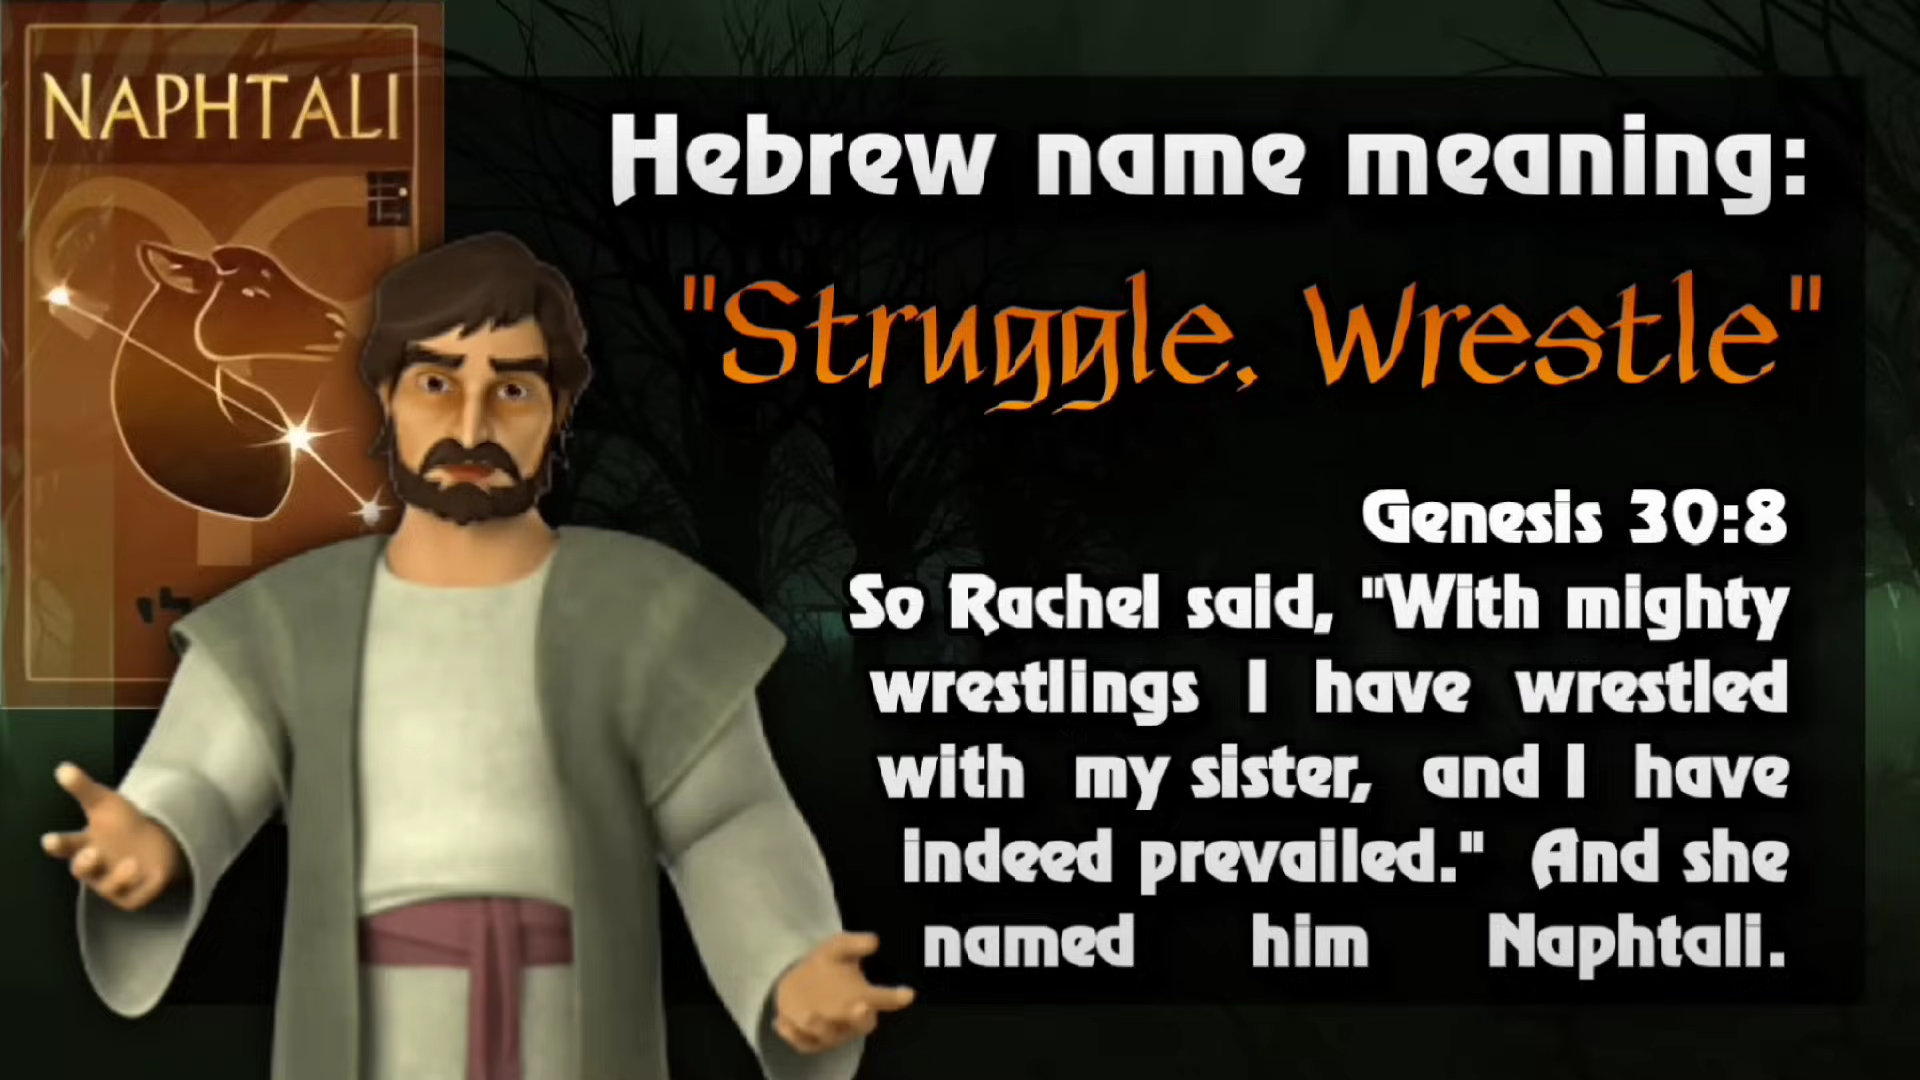 NAPHTALI
Hebrew name meaning:
"Struggle, Wrestle"
Genesis 30:8
So Rachel said, "With mighty
wrestlings I have wrestled
with my sister, and I have
indeed prevailed." And she
named him Naphtali.